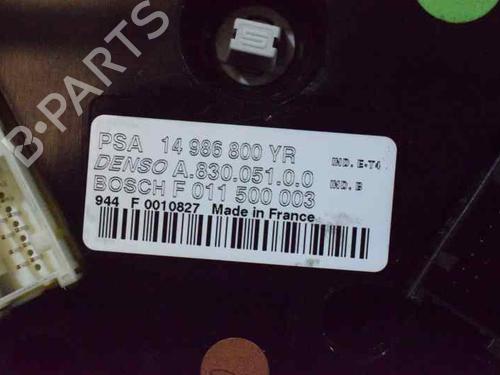 B-PARTS
S
PSA 14 986 800 YR IND. E-T4
DENSO A.830.051.0.0 IND. B
BOSCH F 011 500 003
944 F 0010827 Made in France
B-PARTS